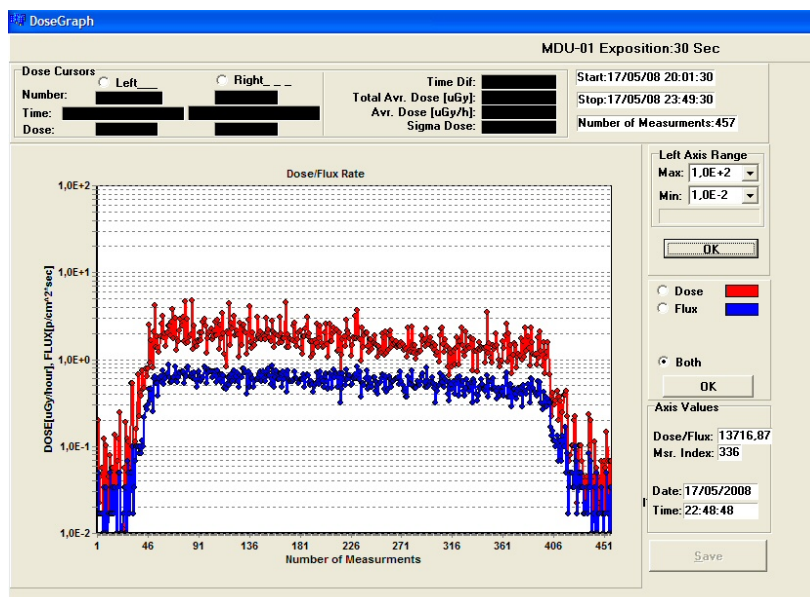 DoseGraph
MDU-01 Exposition:30 Sec
Dose Cursors
Left___ Right_ _ _
Number:
Time:
Dose:
Time Dif:
Total Avr. Dose [uGy]:
Avr. Dose [uGy/h]:
Sigma Dose:
Start:17/05/08 20:01:30
Stop:17/05/08 23:49:30
Number of Measurments:457
Dose/Flux Rate
DOSE[uGy/hour], FLUX[p/cm^2*sec]
1,0E+2
1,0E+1
1,0E+0
1,0E-1
1,0E-2
1 46 91 136 181 226 271 316 361 406 451
Number of Measurments
Left Axis Range
Max: 1,0E+2
Min: 1,0E-2
OK
Dose
Flux
Both
OK
Axis Values
Dose/Flux: 13716,87
Msr. Index: 336
Date: 17/05/2008
Time: 22:48:48
Save